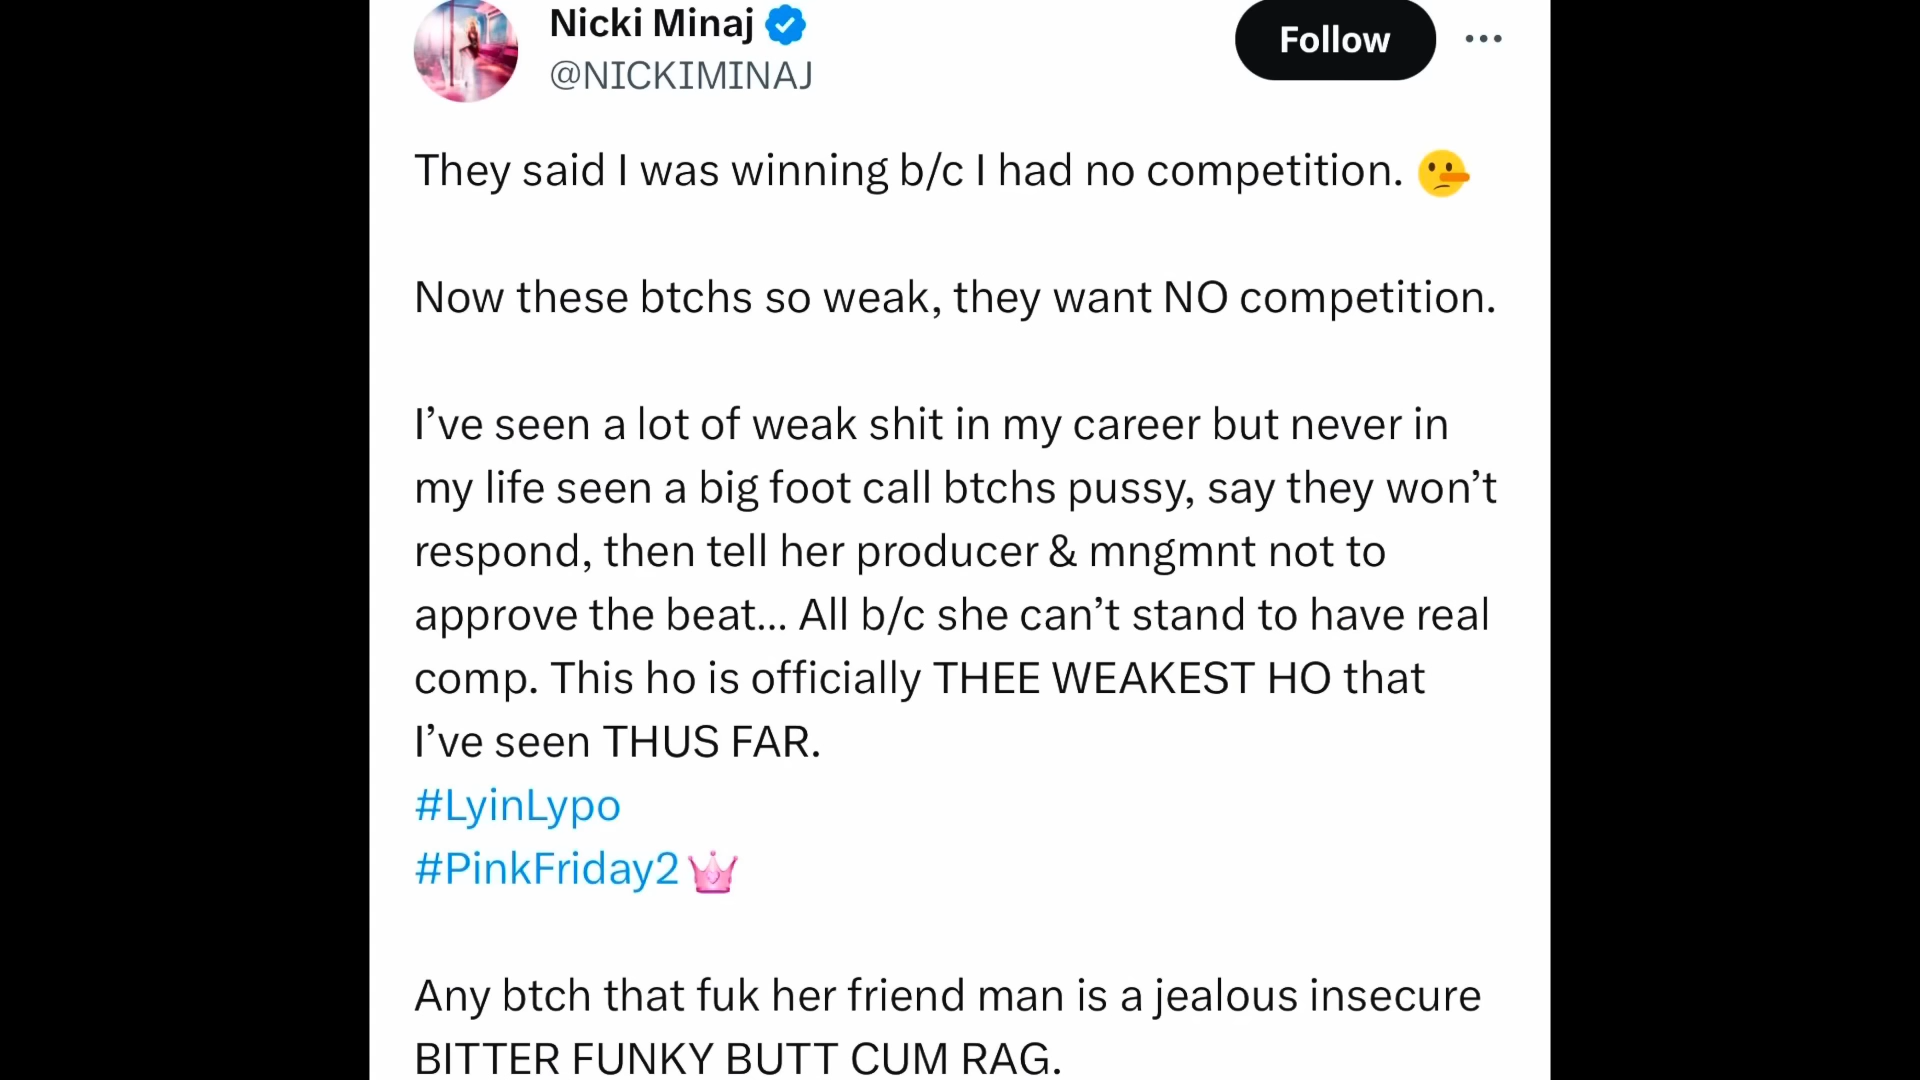 Nicki Minaj
@NICKIMINAJ
Follow
They said I was winning b/c I had no competition. 🤥
Now these btchs so weak, they want NO competition.
I’ve seen a lot of weak shit in my career but never in
my life seen a big foot call btchs pussy, say they won’t
respond, then tell her producer & mngmnt not to
approve the beat... All b/c she can’t stand to have real
comp. This ho is officially THEE WEAKEST HO that
I’ve seen THUS FAR.
#LyinLypo
#PinkFriday2
Any btch that fuk her friend man is a jealous insecure
BITTER FUNKY BUTT CUM RAG.